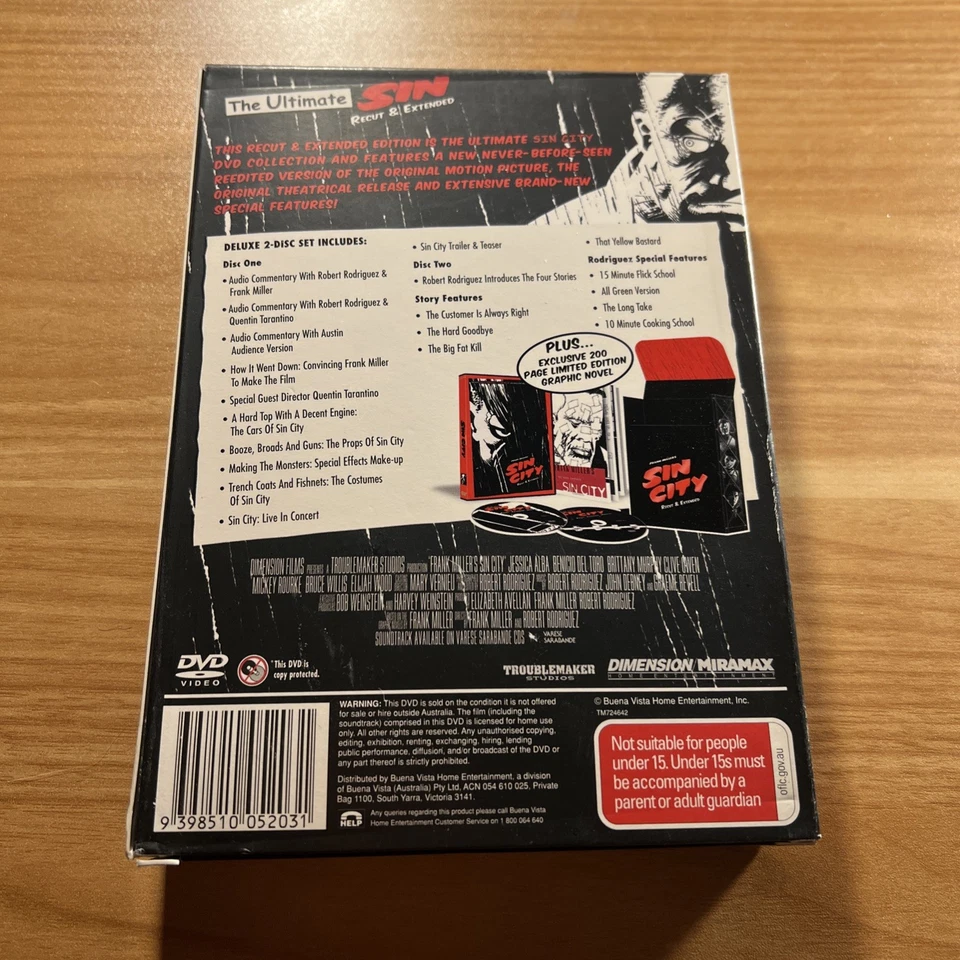 The Ultimate SIN
RECUT & EXTENDED
THIS RECUT & EXTENDED EDITION IS THE ULTIMATE SIN CITY
DVD COLLECTION AND FEATURES A NEW NEVER-BEFORE-SEEN
REEDITED VERSION OF THE ORIGINAL MOTION PICTURE, THE
ORIGINAL THEATRICAL RELEASE AND EXTENSIVE BRAND-NEW
SPECIAL FEATURES!
DELUXE 2-DISC SET INCLUDES:
Disc One
• Audio Commentary With Robert Rodriguez &
Frank Miller
• Audio Commentary With Robert Rodriguez &
Quentin Tarantino
• Audio Commentary With Austin
Audience Version
• How It Went Down: Convincing Frank Miller
To Make The Film
• Special Guest Director Quentin Tarantino
• A Hard Top With A Decent Engine:
The Cars Of Sin City
• Booze, Broads And Guns: The Props Of Sin City
• Making The Monsters: Special Effects Make-up
• Trench Coats And Fishnets: The Costumes
Of Sin City
• Sin City: Live In Concert
• Sin City Trailer & Teaser
Disc Two
• Robert Rodriguez Introduces The Four Stories
Story Features
• The Customer Is Always Right
• The Hard Goodbye
• The Big Fat Kill
• That Yellow Bastard
Rodriguez Special Features
• 15 Minute Flick School
• All Green Version
• The Long Take
• 10 Minute Cooking School
PLUS...
EXCLUSIVE 200
PAGE LIMITED EDITION
GRAPHIC NOVEL
SIN
CITY
SIN CITY
SIN
CITY
RECUT & EXTENDED
DIMENSION FILMS PRESENTS A TROUBLEMAKER STUDIOS PRODUCTION "FRANK MILLER'S SIN CITY" JESSICA ALBA BENICIO DEL TORO BRITTANY MURPHY CLIVE OWEN
MICKEY ROURKE BRUCE WILLIS ELIJAH WOOD MARY VERNIEU ROBERT RODRIGUEZ ROBERT RODRIGUEZ JOHN DEBNEY AND GRAEME REVELL
BOB WEINSTEIN AND HARVEY WEINSTEIN ELIZABETH AVELLAN FRANK MILLER ROBERT RODRIGUEZ
FRANK MILLER FRANK MILLER AND ROBERT RODRIGUEZ
SOUNDTRACK AVAILABLE ON VARESE SARABANDE CDS VARESE
SARABANDE
DVD
VIDEO
*This DVD is
copy protected.
TROUBLEMAKER
STUDIOS
DIMENSION MIRAMAX
HOME ENTERTAINMENT
WARNING: This DVD is sold on the condition it is not offered
for sale or hire outside Australia. The film (including the
soundtrack) comprised in this DVD is licensed for home use
only. All other rights are reserved. Any unauthorised copying,
editing, exhibition, renting, exchanging, hiring, lending
public performance, diffusion, and/or broadcast of the DVD or
any part thereof is strictly prohibited.
Distributed by Buena Vista Home Entertainment, a division
of Buena Vista (Australia) Pty Ltd. ACN 054 610 025. Private
Bag 1100, South Yarra, Victoria 3141.
HELP
Any queries regarding this product please call Buena Vista
Home Entertainment Customer Service on 1 800 064 640
9 398510 052031
© Buena Vista Home Entertainment, Inc.
TM724642
Not suitable for people
under 15. Under 15s must
be accompanied by a
parent or adult guardian
oflc.gov.au